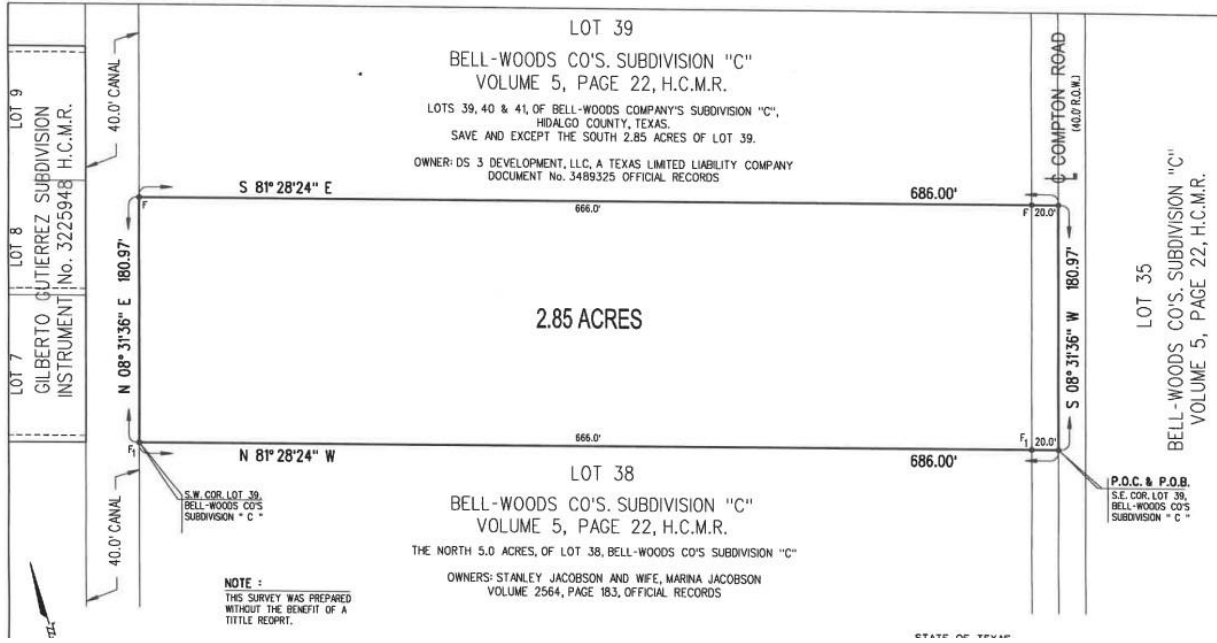 LOT 39
BELL-WOODS CO'S. SUBDIVISION "C"
VOLUME 5, PAGE 22, H.C.M.R.
LOTS 39, 40 & 41, OF BELL-WOODS COMPANY'S SUBDIVISION "C",
HIDALGO COUNTY, TEXAS.
SAVE AND EXCEPT THE SOUTH 2.85 ACRES OF LOT 39.
OWNER: DS 3 DEVELOPMENT, LLC, A TEXAS LIMITED LIABILITY COMPANY
DOCUMENT No. 3489325 OFFICIAL RECORDS
LOT 9
LOT 8
LOT 7
GILBERTO GUTIERREZ SUBDIVISION
INSTRUMENT No. 3225948 H.C.M.R.
40.0' CANAL
℄ COMPTON ROAD
(40.0' R.O.W.)
S 81° 28'24" E
686.00'
F
666.0'
F
20.0'
N 08° 31'36" E 180.97'
2.85 ACRES
S 08° 31'36" W 180.97'
LOT 35
BELL-WOODS CO'S. SUBDIVISION "C"
VOLUME 5, PAGE 22, H.C.M.R.
F1
666.0'
F1
20.0'
N 81° 28'24" W
686.00'
S.W. COR. LOT 39,
BELL-WOODS CO'S
SUBDIVISION " C "
P.O.C. & P.O.B.
S.E. COR. LOT 39,
BELL-WOODS CO'S
SUBDIVISION " C "
40.0' CANAL
LOT 38
BELL-WOODS CO'S. SUBDIVISION "C"
VOLUME 5, PAGE 22, H.C.M.R.
THE NORTH 5.0 ACRES, OF LOT 38, BELL-WOODS CO'S SUBDIVISION "C"
OWNERS: STANLEY JACOBSON AND WIFE, MARINA JACOBSON
VOLUME 2564, PAGE 183, OFFICIAL RECORDS
NOTE :
THIS SURVEY WAS PREPARED
WITHOUT THE BENEFIT OF A
TITTLE REOPRT.
STATE OF TEXAS